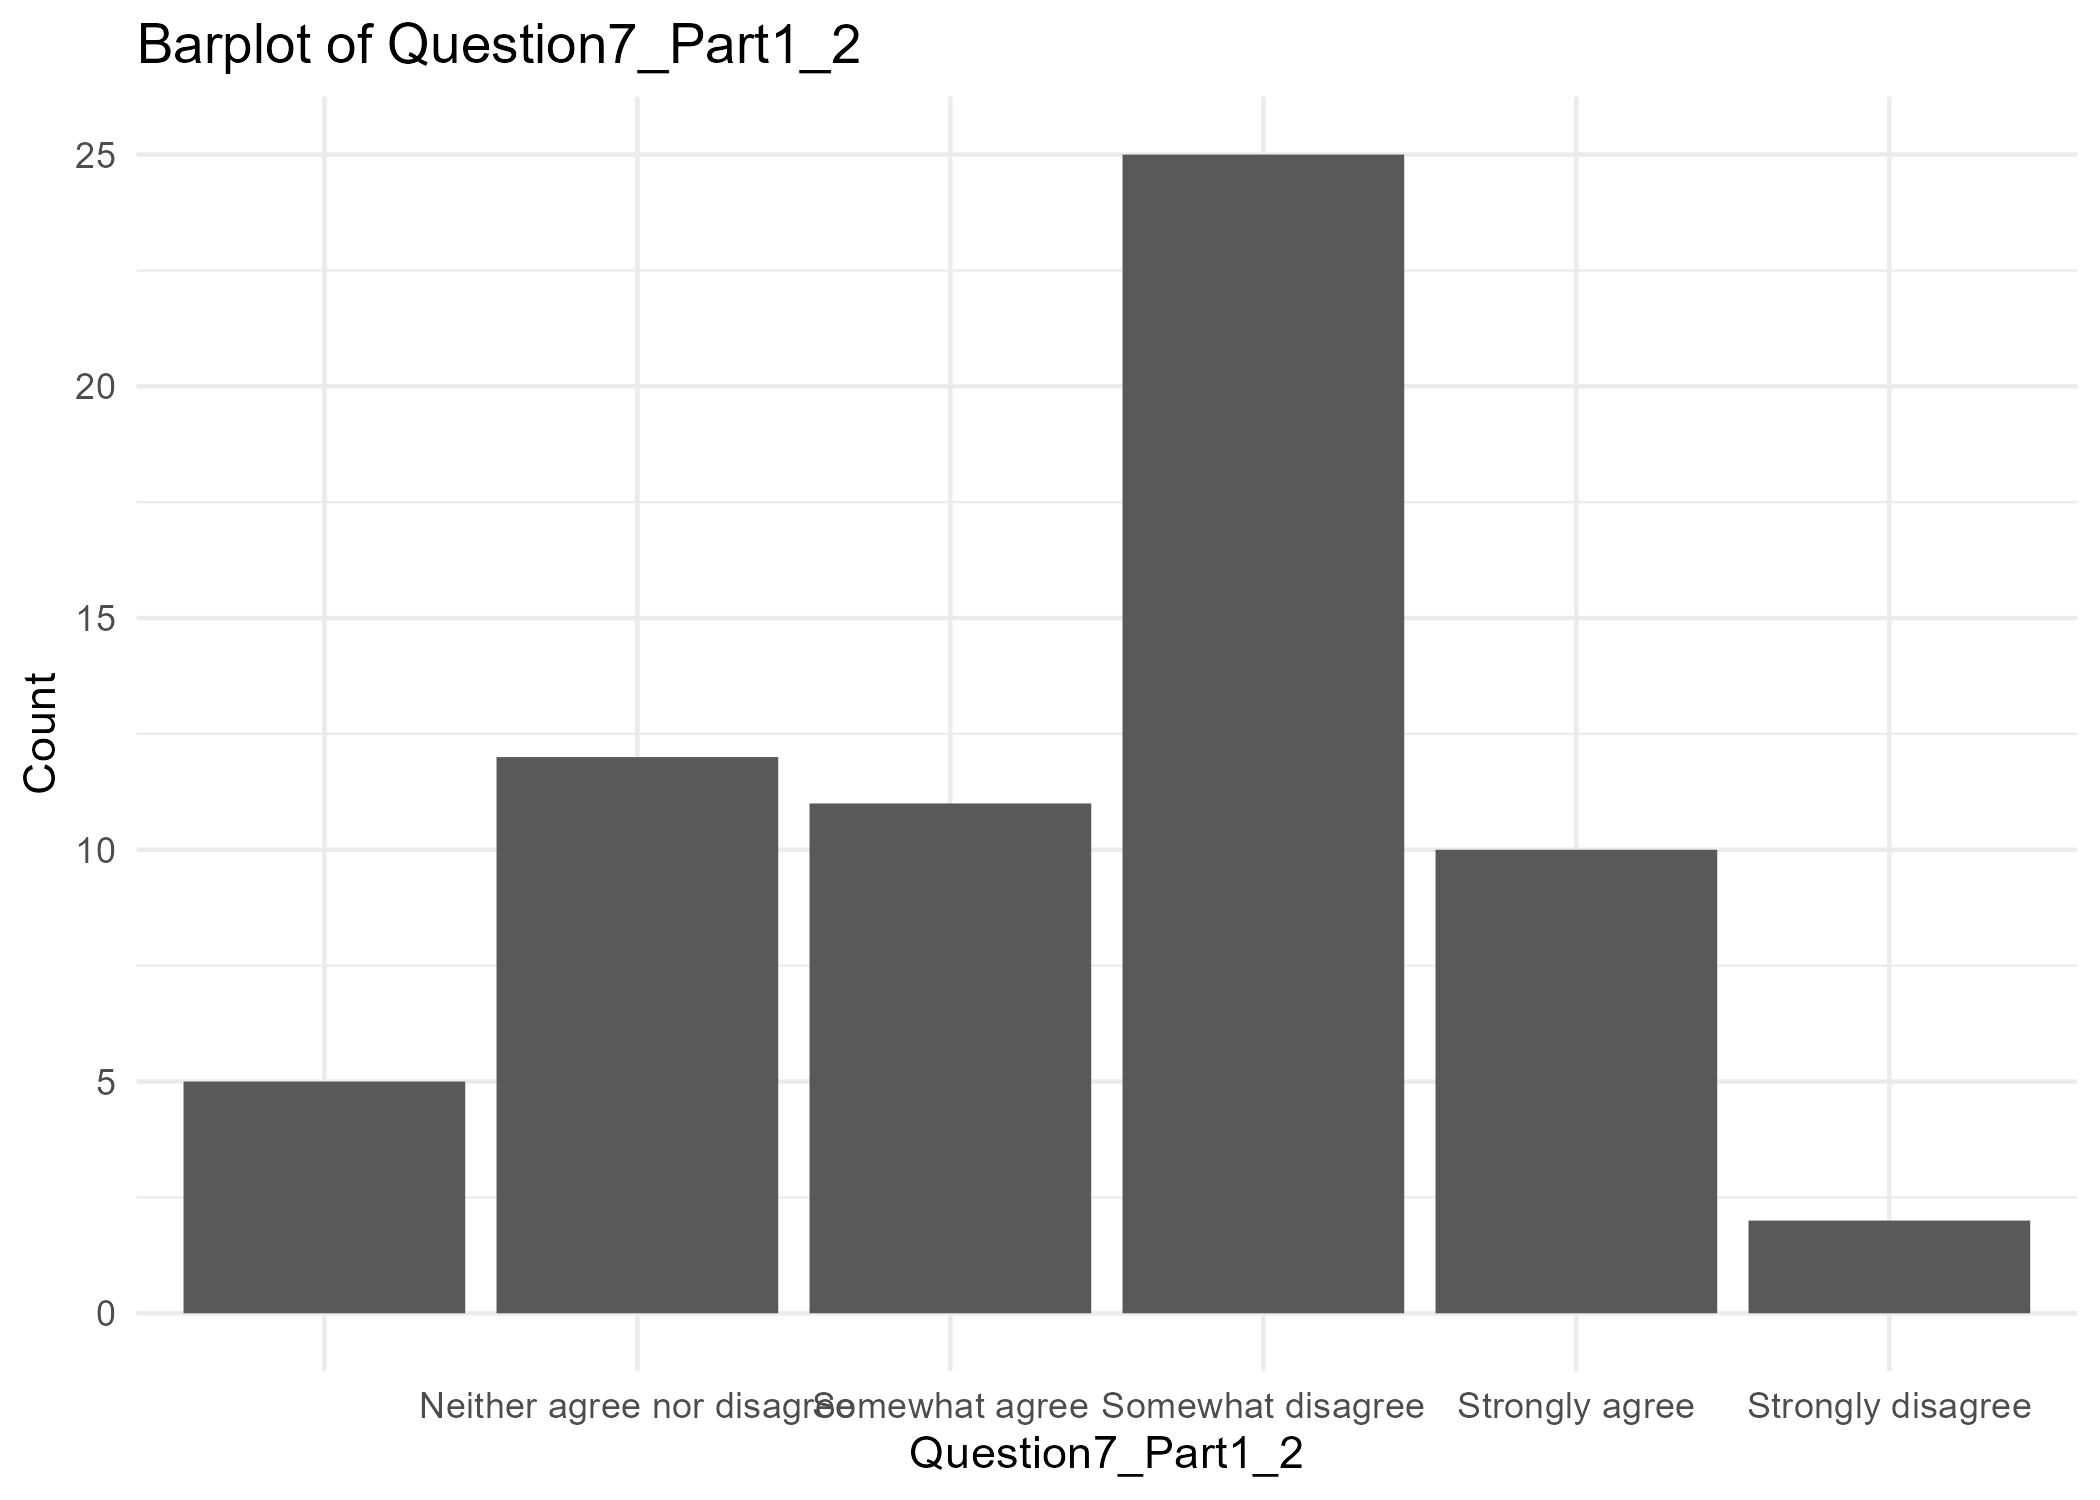 Barplot of Question7_Part1_2
25
20
15
10
5
0
Count
Neither agree nor disagree Somewhat agree Somewhat disagree Strongly agree Strongly disagree
Question7_Part1_2